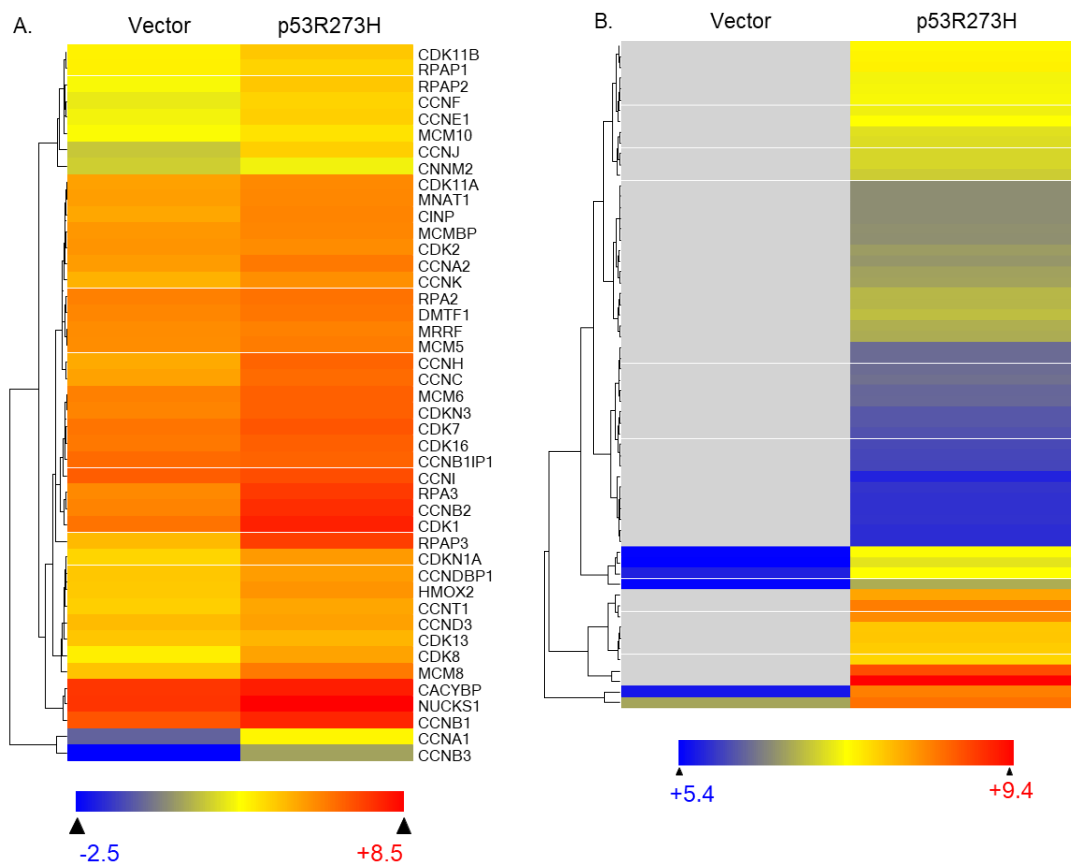 A.
Vector
p53R273H
CDK11B
RPAP1
RPAP2
CCNF
CCNE1
MCM10
CCNJ
CNNM2
CDK11A
MNAT1
CINP
MCMBP
CDK2
CCNA2
CCNK
RPA2
DMTF1
MRRF
MCM5
CCNH
CCNC
MCM6
CDKN3
CDK7
CDK16
CCNB1IP1
CCNI
RPA3
CCNB2
CDK1
RPAP3
CDKN1A
CCNDBP1
HMOX2
CCNT1
CCND3
CDK13
CDK8
MCM8
CACYBP
NUCKS1
CCNB1
CCNA1
CCNB3
-2.5
+8.5
B.
Vector
p53R273H
+5.4
+9.4